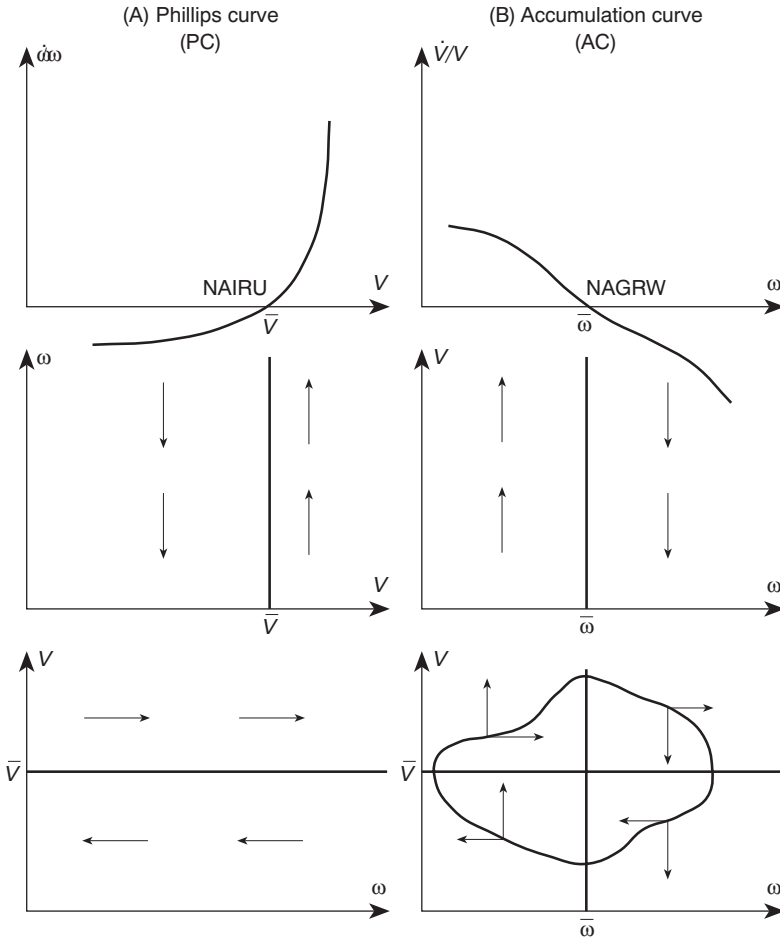 (A) Phillips curve
(PC)
(B) Accumulation curve
(AC)
ω̇ω
V
NAIRU
V̅
V̇/V
ω
NAGRW
ω̅
ω
V
V̅
V
ω
ω̅
V
V̅
ω
V
V̅
ω
ω̅